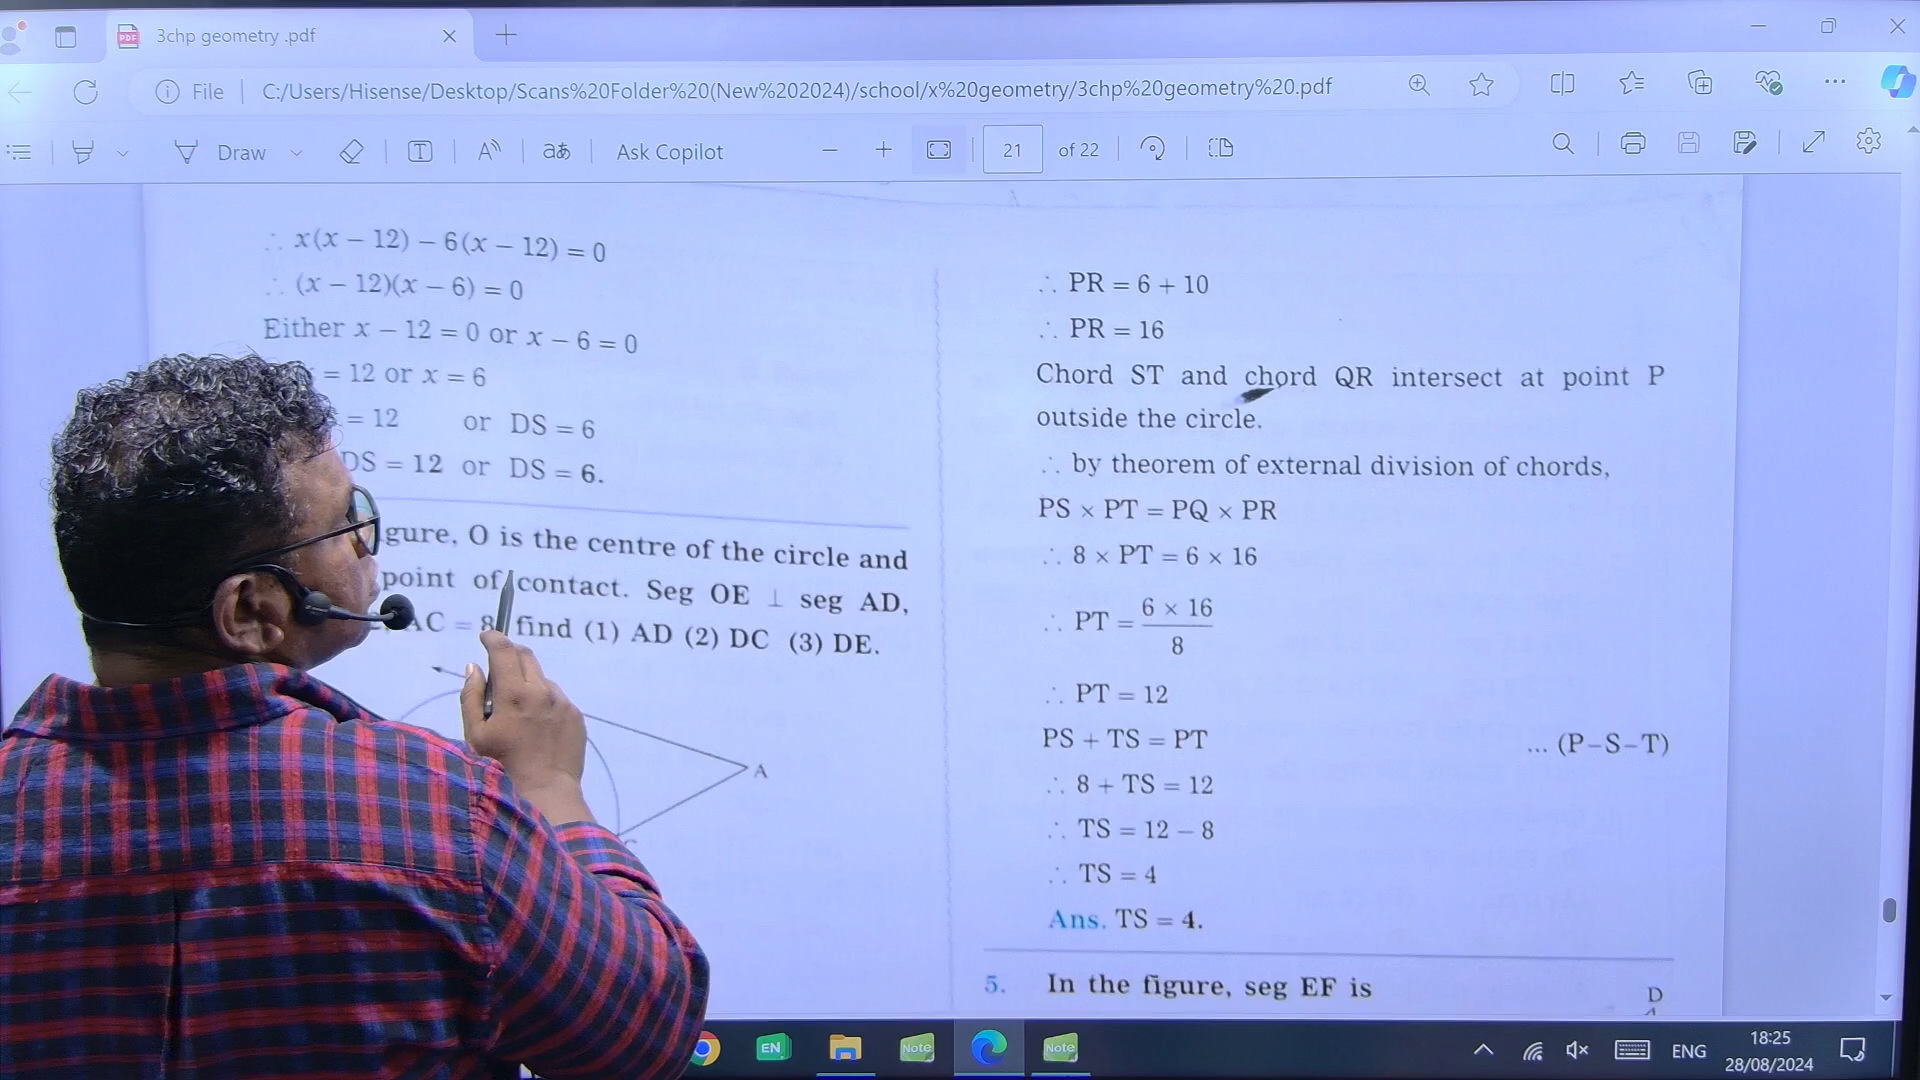 3chp geometry .pdf
File
C:/Users/Hisense/Desktop/Scans%20Folder%20(New%202024)/school/x%20geometry/3chp%20geometry%20.pdf
Draw
aあ
Ask Copilot
21 of 22
∴ x(x − 12) − 6(x − 12) = 0
∴ (x − 12)(x − 6) = 0
Either x − 12 = 0 or x − 6 = 0
= 12 or x = 6
= 12 or DS = 6
DS = 12 or DS = 6.
gure, O is the centre of the circle and
point of contact. Seg OE ⊥ seg AD,
AC = 8, find (1) AD (2) DC (3) DE.
A
∴ PR = 6 + 10
∴ PR = 16
Chord ST and chord QR intersect at point P
outside the circle.
∴ by theorem of external division of chords,
PS × PT = PQ × PR
∴ 8 × PT = 6 × 16
∴ PT = 6 × 16 / 8
∴ PT = 12
PS + TS = PT ... (P–S–T)
∴ 8 + TS = 12
∴ TS = 12 − 8
∴ TS = 4
Ans. TS = 4.
5. In the figure, seg EF is
D
EN
Note
Note
ENG
18:25
28/08/2024